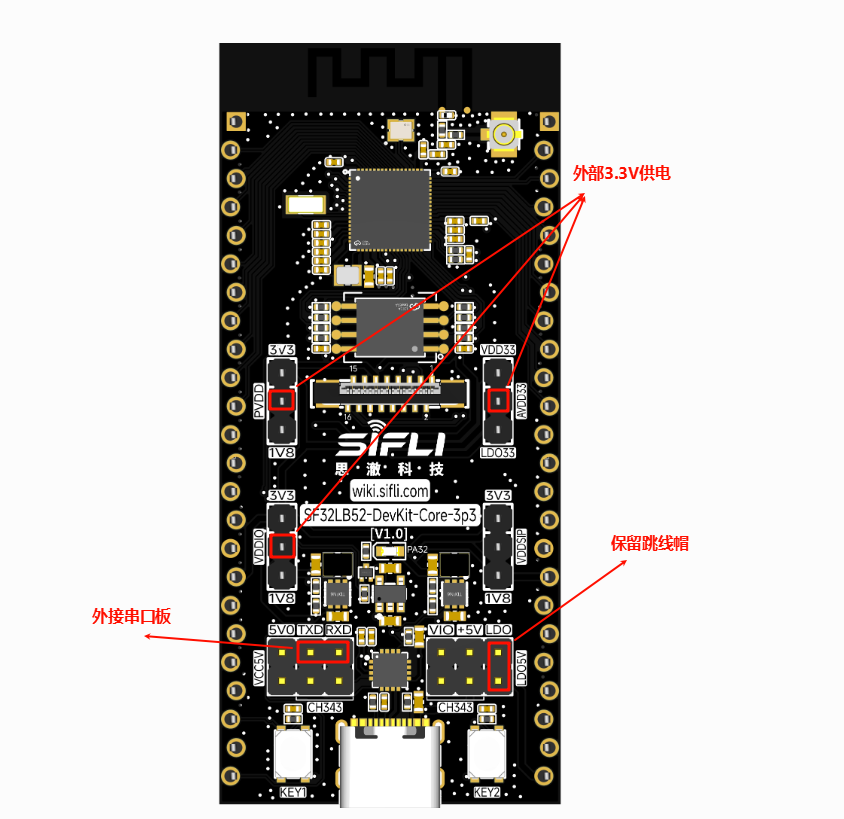 外部3.3V供电
3V3
VDD33
PVDD
15
1
AVDD33
16
2
1V8
LDO33
SIFLI
思·澈·科·技
wiki.sifli.com
3V3
3V3
SF32LB52-DevKit-Core-3p3
[V1.0]
VDDIO
PA32
VDDSIP
保留跳线帽
1V8
1V8
外接串口板
5V0
TXD
RXD
VIO
+5V
LDO
VCC5V
LDO5V
CH343
CH343
KEY1
KEY2